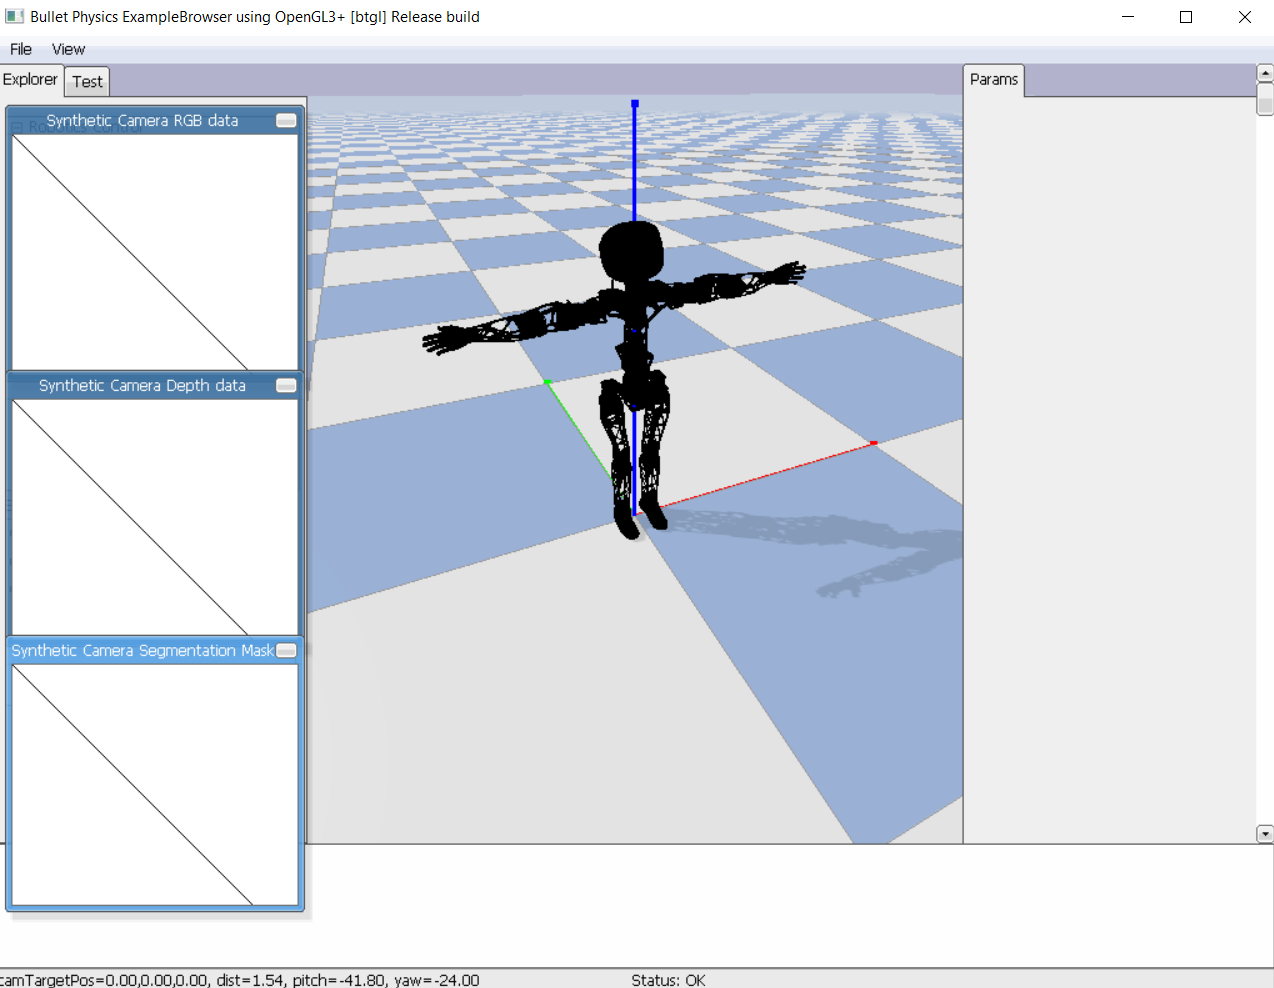 Bullet Physics ExampleBrowser using OpenGL3+ [btgl] Release build
File View
Explorer Test
Params
Robotics Control
Synthetic Camera RGB data
Synthetic Camera Depth data
Synthetic Camera Segmentation Mask
camTargetPos=0.00,0.00,0.00, dist=1.54, pitch=-41.80, yaw=-24.00
Status: OK